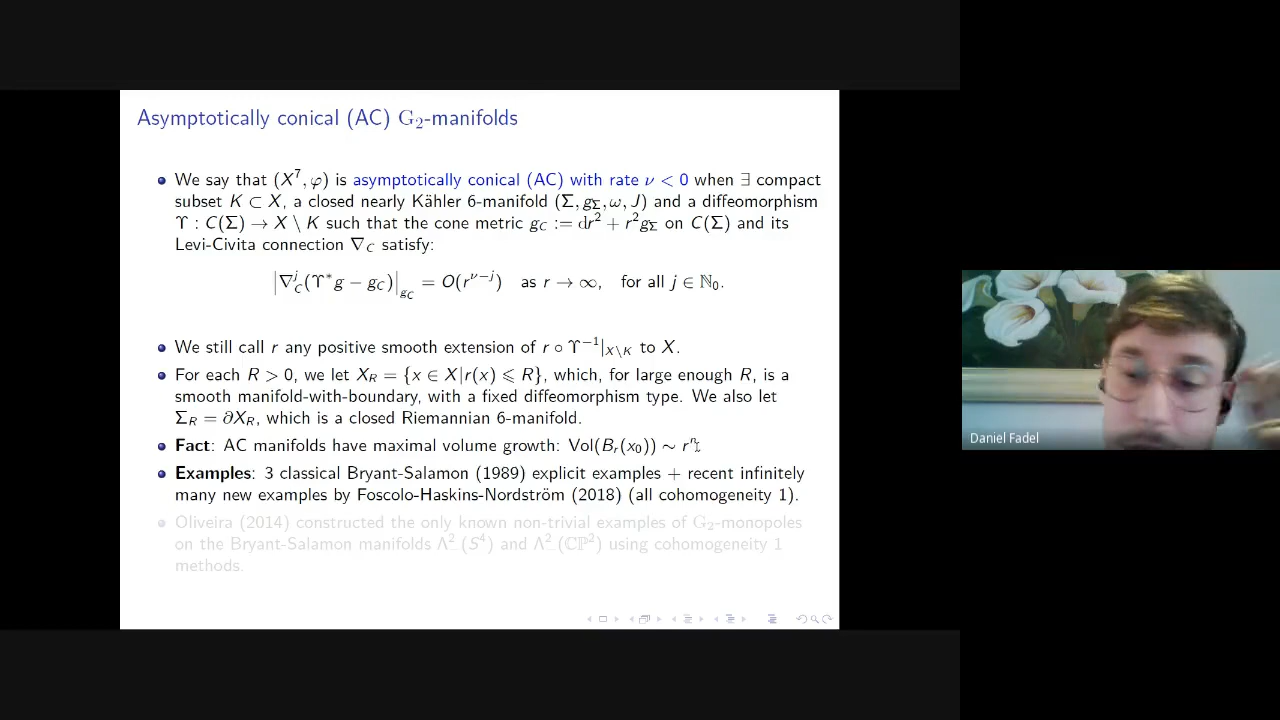 Asymptotically conical (AC) G₂-manifolds
We say that (X⁷, φ) is asymptotically conical (AC) with rate ν < 0 when ∃ compact
subset K ⊂ X, a closed nearly Kähler 6-manifold (Σ, g_Σ, ω, J) and a diffeomorphism
Υ : C(Σ) → X \ K such that the cone metric g_C := dr² + r²g_Σ on C(Σ) and its
Levi-Civita connection ∇_C satisfy:
|∇_C^j(Υ*g − g_C)|_{g_C} = O(r^{ν−j}) as r → ∞, for all j ∈ ℕ₀.
We still call r any positive smooth extension of r ∘ Υ⁻¹|_{X\K} to X.
For each R > 0, we let X_R = {x ∈ X|r(x) ⩽ R}, which, for large enough R, is a
smooth manifold-with-boundary, with a fixed diffeomorphism type. We also let
Σ_R = ∂X_R, which is a closed Riemannian 6-manifold.
Fact: AC manifolds have maximal volume growth: Vol(B_r(x₀)) ∼ rⁿ.
Examples: 3 classical Bryant-Salamon (1989) explicit examples + recent infinitely
many new examples by Foscolo-Haskins-Nordström (2018) (all cohomogeneity 1).
Oliveira (2014) constructed the only known non-trivial examples of G₂-monopoles
on the Bryant-Salamon manifolds Λ²₋(S⁴) and Λ²₋(ℂℙ²) using cohomogeneity 1
methods.
Daniel Fadel